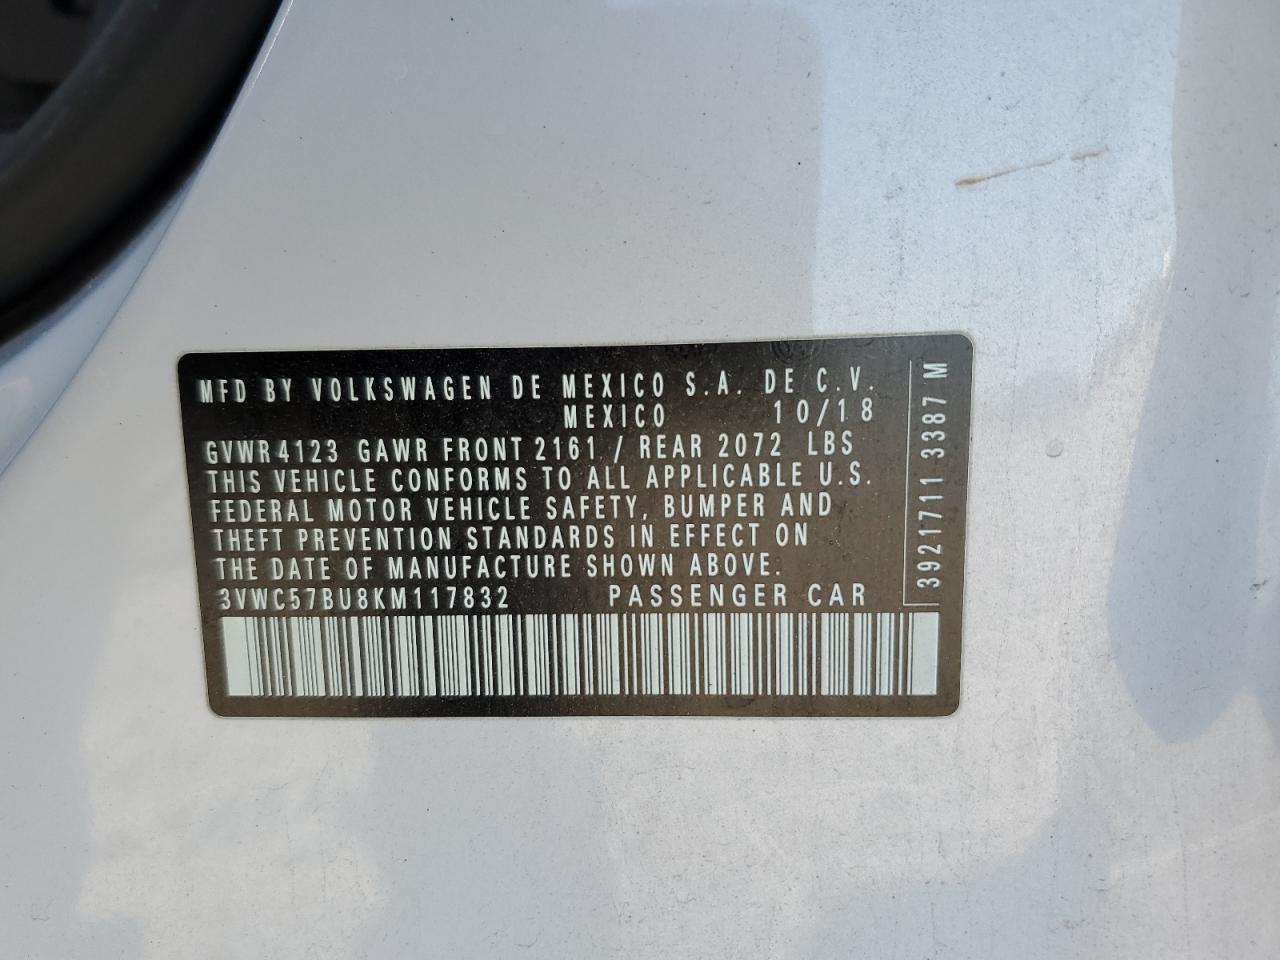 MFD BY VOLKSWAGEN DE MEXICO S.A. DE C.V.
MEXICO 10/18
GVWR 4123 GAWR FRONT 2161 / REAR 2072 LBS
THIS VEHICLE CONFORMS TO ALL APPLICABLE U.S.
FEDERAL MOTOR VEHICLE SAFETY, BUMPER AND
THEFT PREVENTION STANDARDS IN EFFECT ON
THE DATE OF MANUFACTURE SHOWN ABOVE.
3VWC57BU8KM117832 PASSENGER CAR
3921711 3387 M